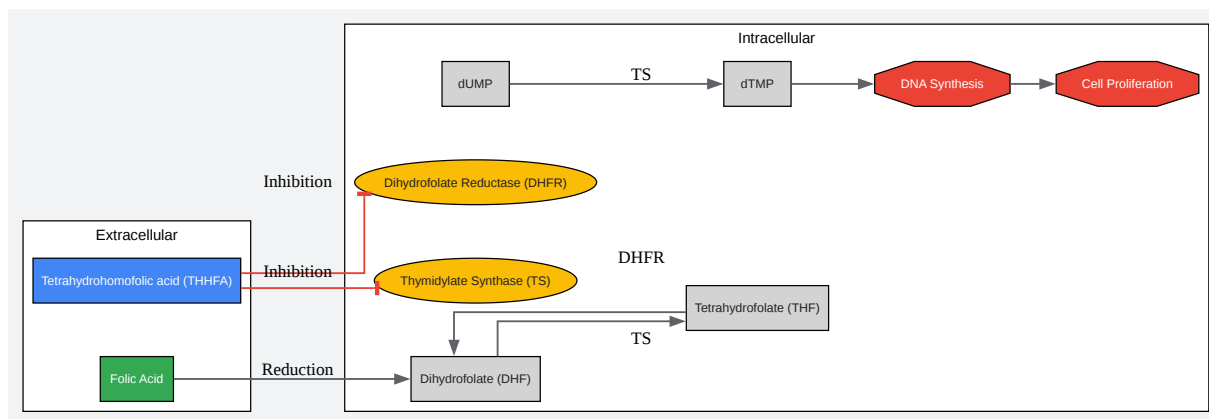 Intracellular
dUMP
TS
dTMP
DNA Synthesis
Cell Proliferation
Inhibition
Dihydrofolate Reductase (DHFR)
Extracellular
Tetrahydrohomofolic acid (THHFA)
Inhibition
Thymidylate Synthase (TS)
DHFR
Tetrahydrofolate (THF)
TS
Folic Acid
Reduction
Dihydrofolate (DHF)